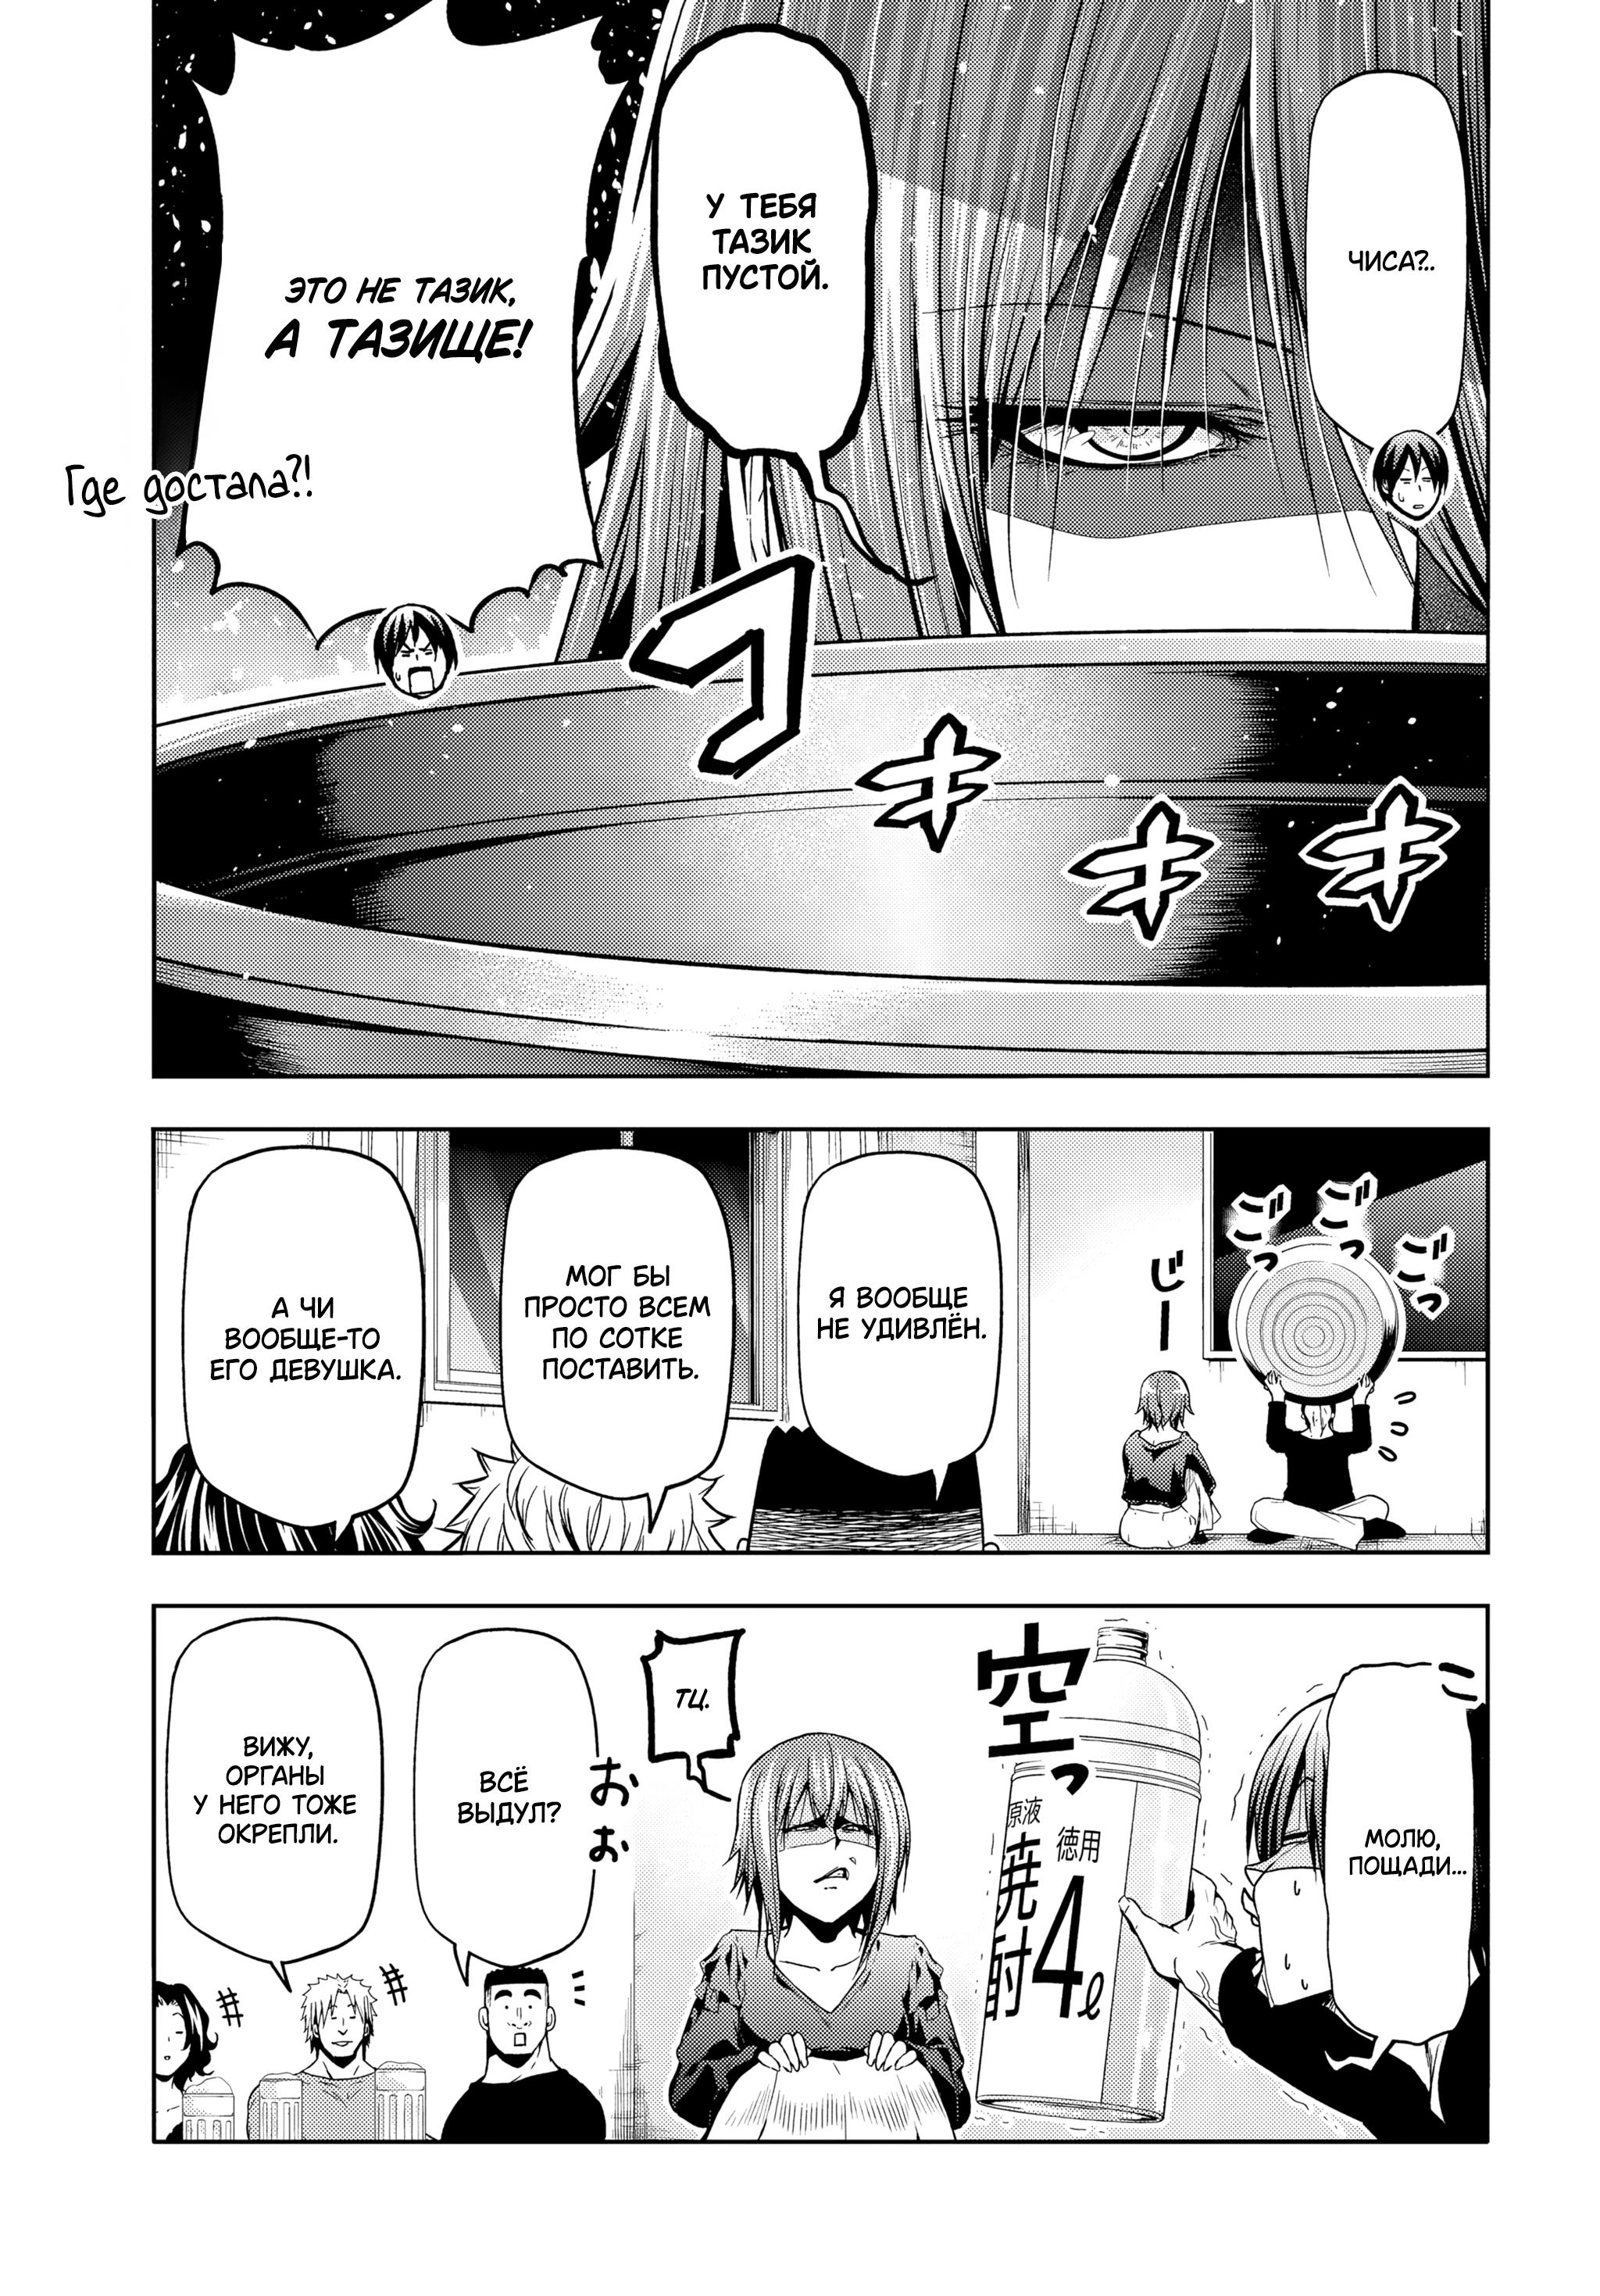 ЧИСА?..
У ТЕБЯ
ТАЗИК
ПУСТОЙ.
ЭТО НЕ ТАЗИК,
А ТАЗИЩЕ!
Где достала?!
キキキッ
Я ВООБЩЕ
НЕ УДИВЛЁН.
МОГ БЫ
ПРОСТО ВСЕМ
ПО СОТКЕ
ПОСТАВИТЬ.
А ЧИ
ВООБЩЕ-ТО
ЕГО ДЕВУШКА.
ごっ
ごっ
ごっ
じー
МОЛЮ,
ПОЩАДИ...
空っ
徳用
原液
焼酎
4ℓ
ТЦ.
おお
ВСЁ
ВЫДУЛ?
ВИЖУ,
ОРГАНЫ
У НЕГО ТОЖЕ
ОКРЕПЛИ.